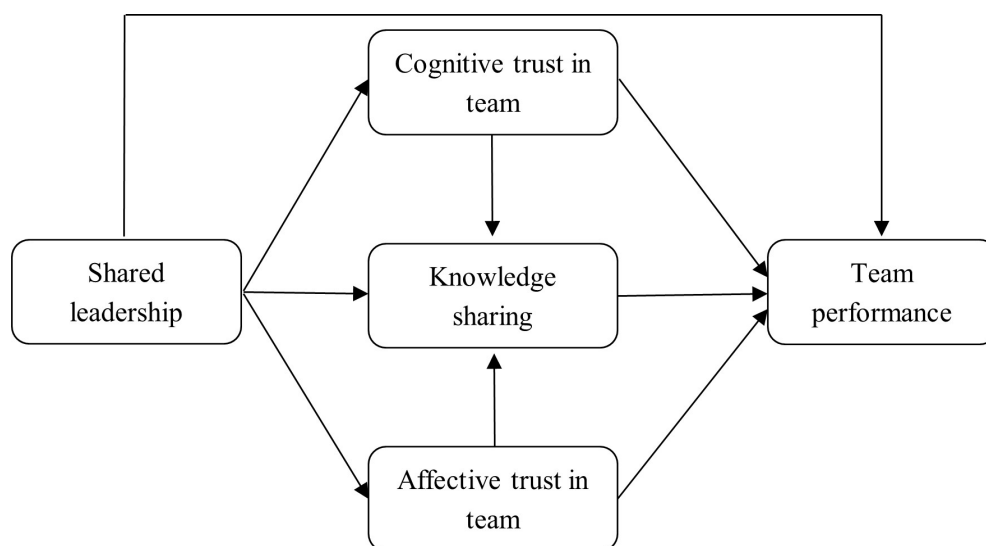 Cognitive trust in
team
Shared
leadership
Knowledge
sharing
Team
performance
Affective trust in
team